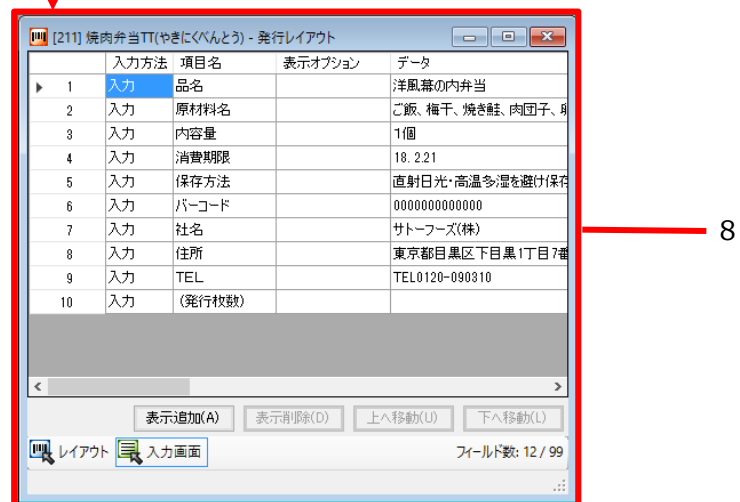 [211] 焼肉弁当TT(やきにくべんとう) - 発行レイアウト
入力方法 項目名 表示オプション データ
1 入力 品名 洋風幕の内弁当
2 入力 原材料名 ご飯、梅干、焼き鮭、肉団子、
3 入力 内容量 1個
4 入力 消費期限 18. 2.21
5 入力 保存方法 直射日光・高温多湿を避け保存
6 入力 バーコード 0000000000000
7 入力 社名 サトーフーズ(株)
8 入力 住所 東京都目黒区下目黒1丁目7番
9 入力 TEL TEL0120-090310
10 入力 (発行枚数)
8
表示追加(A) 表示削除(D) 上へ移動(U) 下へ移動(L)
レイアウト 入力画面 フィールド数: 12 / 99